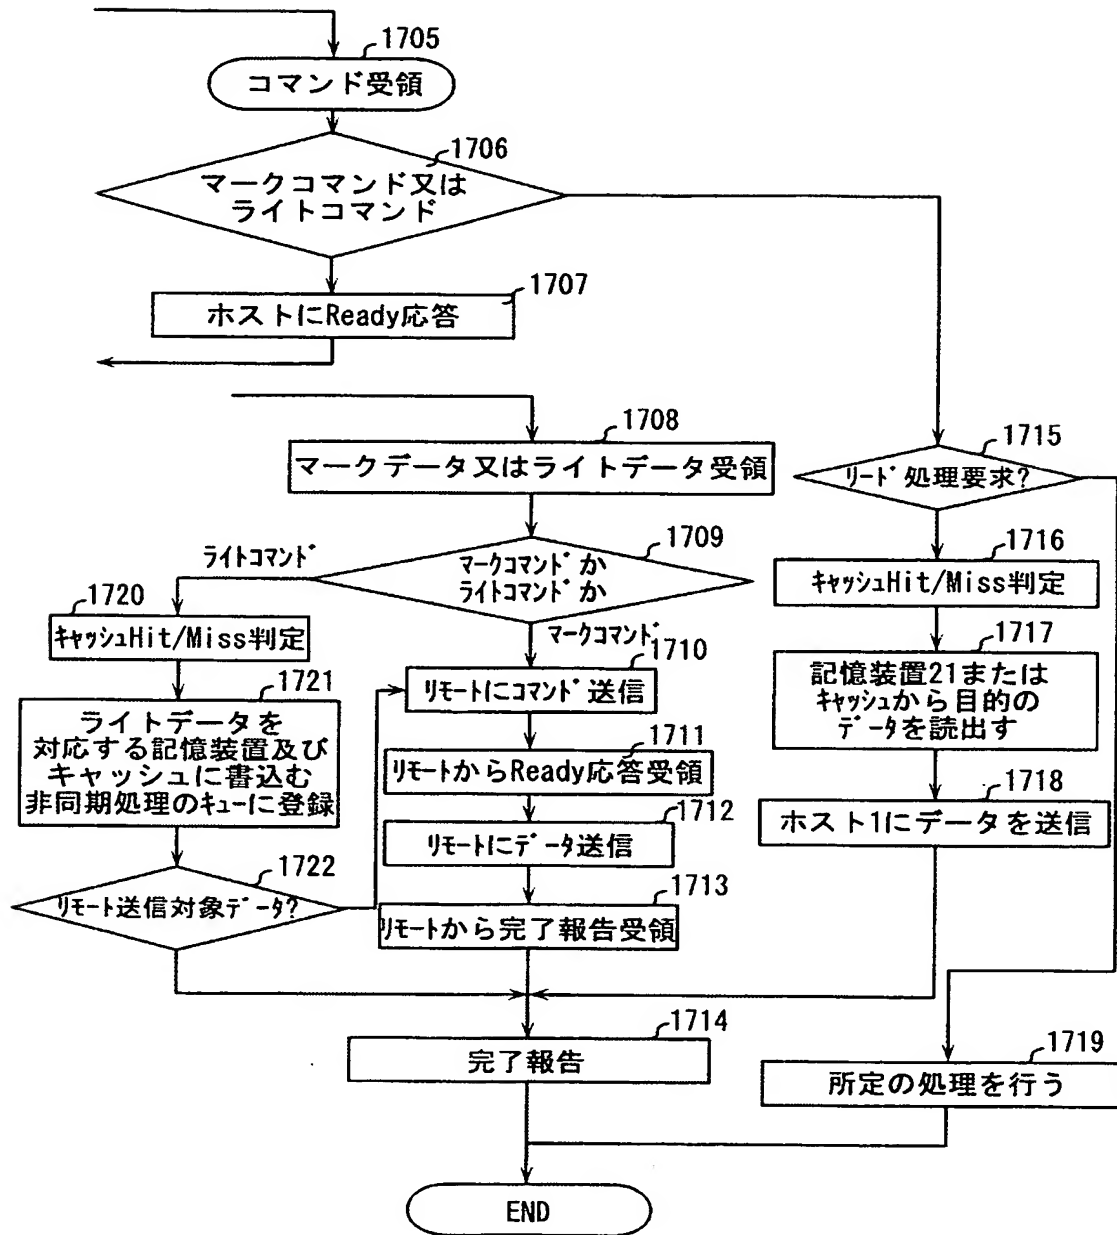 1705
コマンド受領
1706
マークコマンド又は
ライトコマンド
1707
ホストにReady応答
1708
マークデータ又はライトデータ受領
1709
マークコマンドか
ライトコマンドか
ライトコマンド
マークコマンド
1720
キャッシュHit/Miss判定
1721
ライトデータを
対応する記憶装置及び
キャッシュに書込む
非同期処理のキューに登録
1722
リモート送信対象データ?
1710
リモートにコマンド送信
1711
リモートからReady応答受領
1712
リモートにデータ送信
1713
リモートから完了報告受領
1714
完了報告
1715
リード処理要求?
1716
キャッシュHit/Miss判定
1717
記憶装置21または
キャッシュから目的の
データを読出す
1718
ホスト1にデータを送信
1719
所定の処理を行う
END